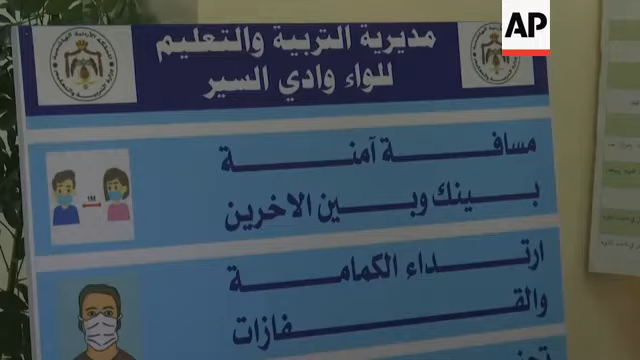 AP
مديرية التربية والتعليم
للواء وادي السير
مسافة آمنة
بينك وبين الاخرين
1M
ارتداء الكمامة
والقفازات